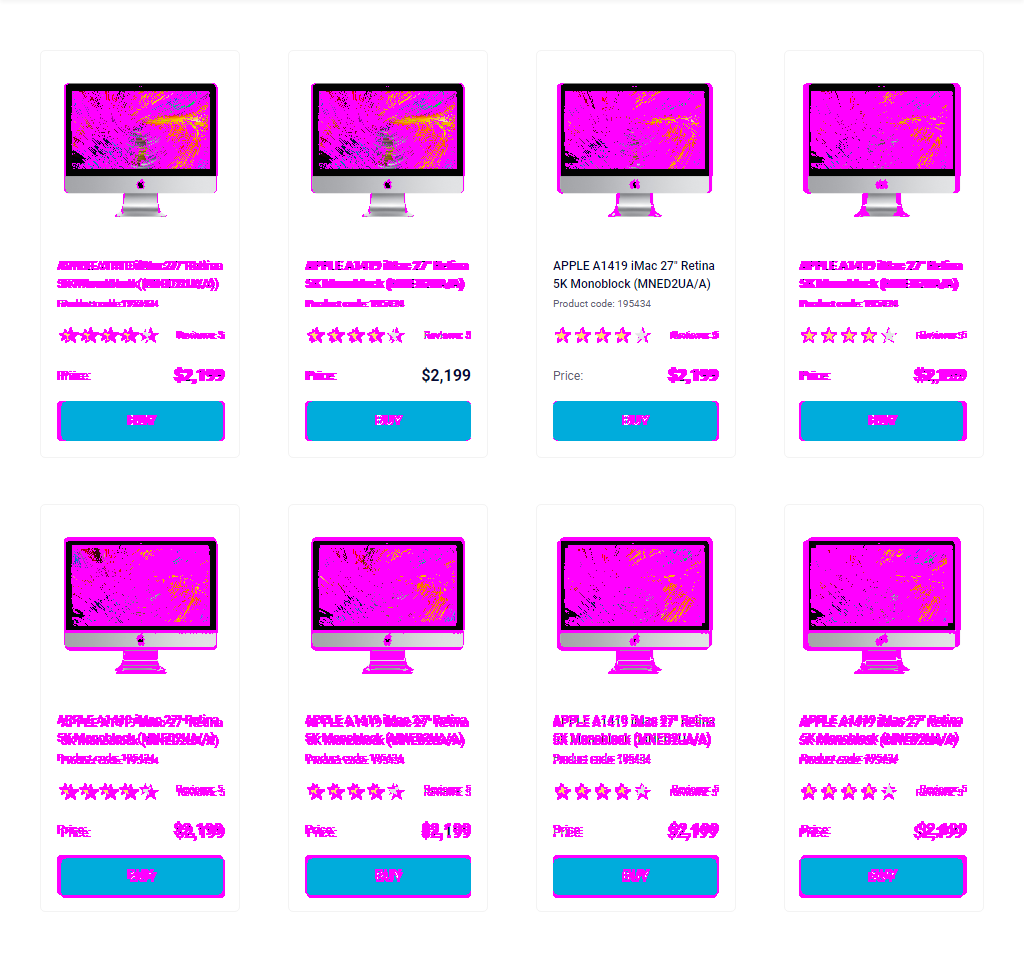 APPLE A1419 iMac 27" Retina
5K Monoblock (MNED2UA/A)
Product code: 195434
Reviews: 5
Price: $2,199
BUY
APPLE A1419 iMac 27" Retina
5K Monoblock (MNED2UA/A)
Product code: 195434
Reviews: 5
Price: $2,199
BUY
APPLE A1419 iMac 27" Retina
5K Monoblock (MNED2UA/A)
Product code: 195434
Reviews: 5
Price: $2,199
BUY
APPLE A1419 iMac 27" Retina
5K Monoblock (MNED2UA/A)
Product code: 195434
Reviews: 5
Price: $2,199
BUY
APPLE A1419 iMac 27" Retina
5K Monoblock (MNED2UA/A)
Product code: 195434
Reviews: 5
Price: $2,199
BUY
APPLE A1419 iMac 27" Retina
5K Monoblock (MNED2UA/A)
Product code: 195434
Reviews: 5
Price: $2,199
BUY
APPLE A1419 iMac 27" Retina
5K Monoblock (MNED2UA/A)
Product code: 195434
Reviews: 5
Price: $2,199
BUY
APPLE A1419 iMac 27" Retina
5K Monoblock (MNED2UA/A)
Product code: 195434
Reviews: 5
Price: $2,199
BUY